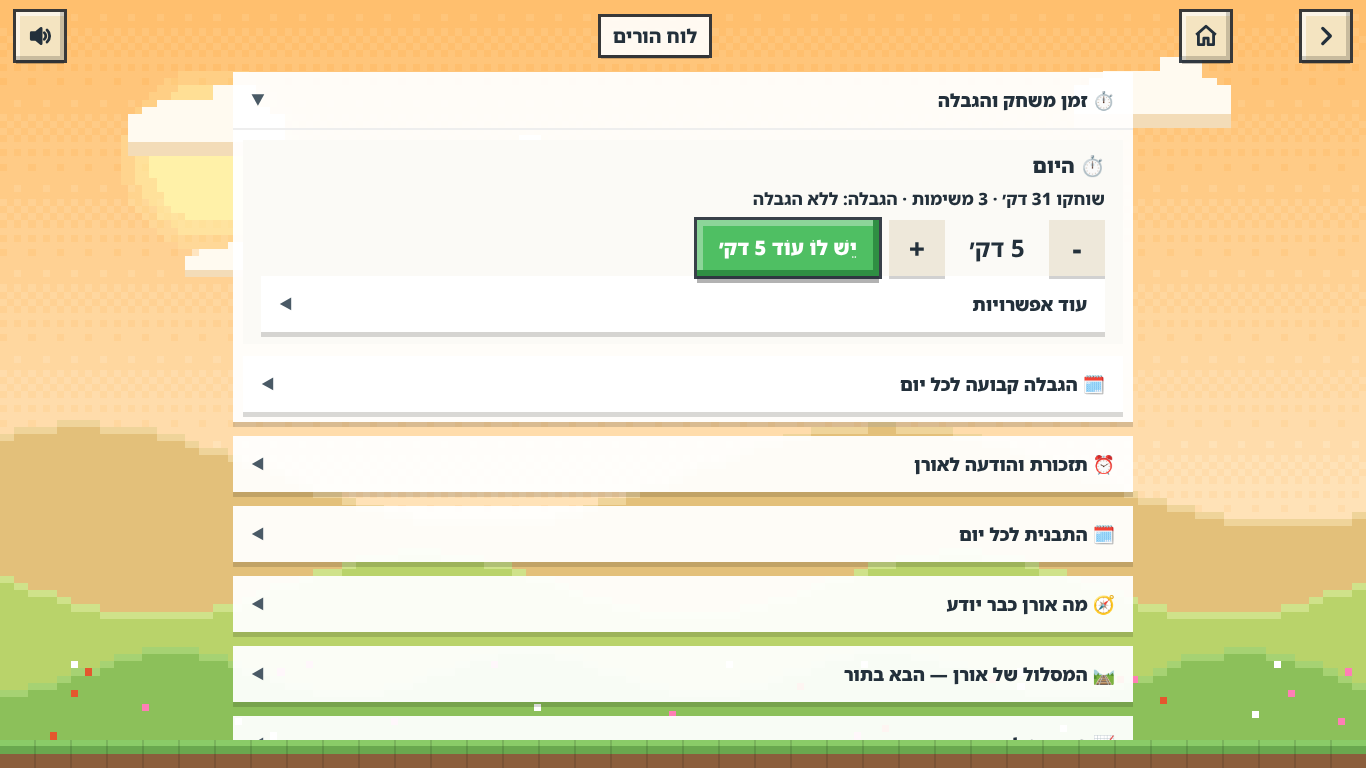 לוח הורים
⏱️ זמן משחק והגבלה ▼
⏱️ היום
שוחקו 31 דק׳ · 3 משימות · הגבלה: ללא הגבלה
- 5 דק׳ + יֵשׁ לוֹ עוֹד 5 דק׳
עוד אפשרויות ◀
🗓️ הגבלה קבועה לכל יום ◀
⏰ תזכורת והודעה לאורן ◀
🗓️ התבנית לכל יום ◀
🧭 מה אורן כבר יודע ◀
🛤️ המסלול של אורן — הבא בתור ◀